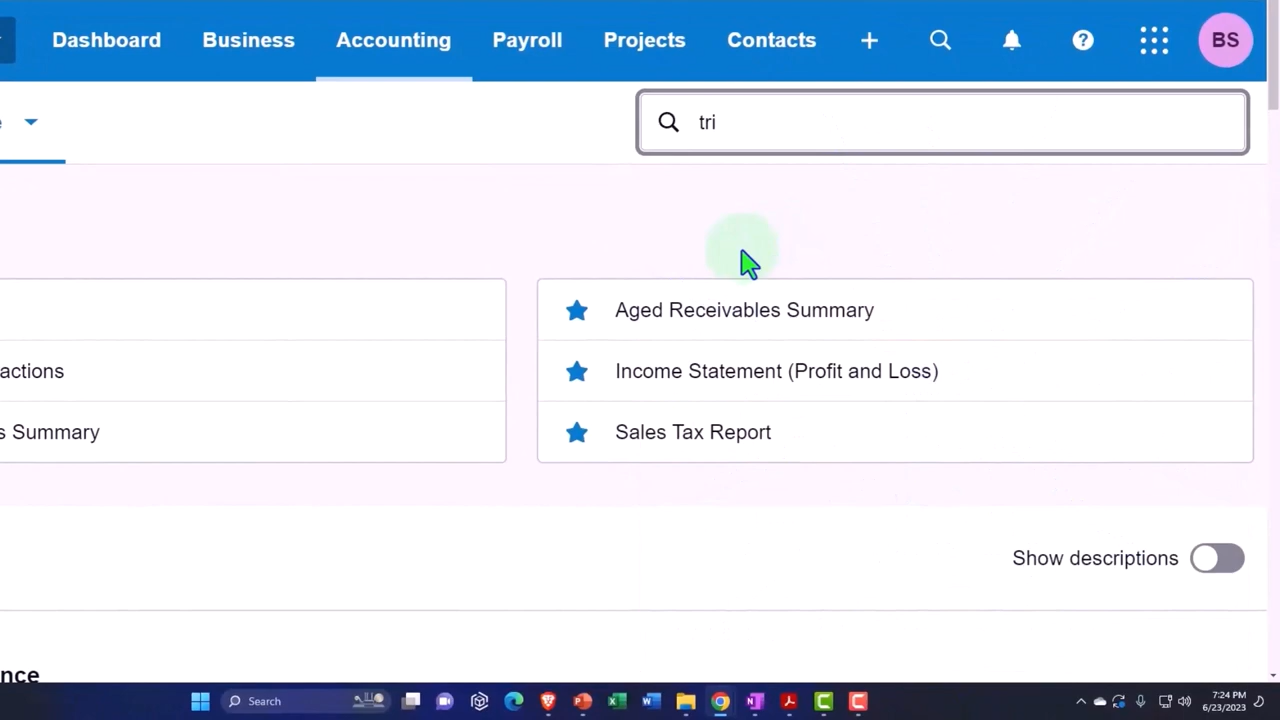 Dashboard Business Accounting Payroll Projects Contacts + ? BS
tri
Aged Receivables Summary
actions Income Statement (Profit and Loss)
s Summary Sales Tax Report
Show descriptions
nce
Search
7:24 PM
6/23/2023